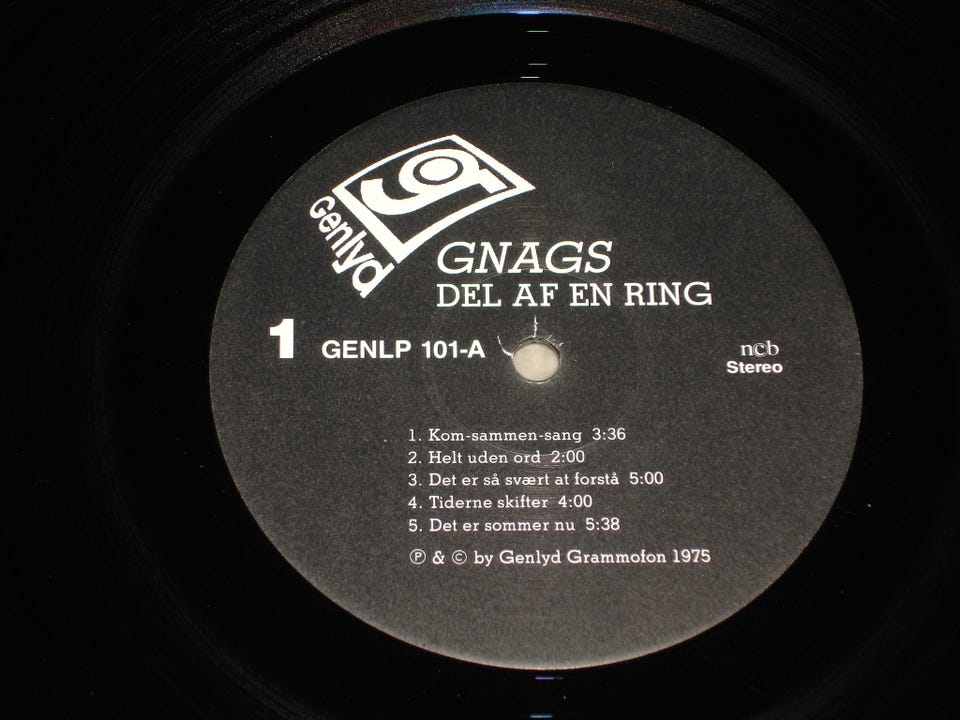 Genlyd
g
GNAGS
DEL AF EN RING
1 GENLP 101-A
n©b
Stereo
1. Kom-sammen-sang 3:36
2. Helt uden ord 2:00
3. Det er så svært at forstå 5:00
4. Tiderne skifter 4:00
5. Det er sommer nu 5:38
℗ & © by Genlyd Grammofon 1975